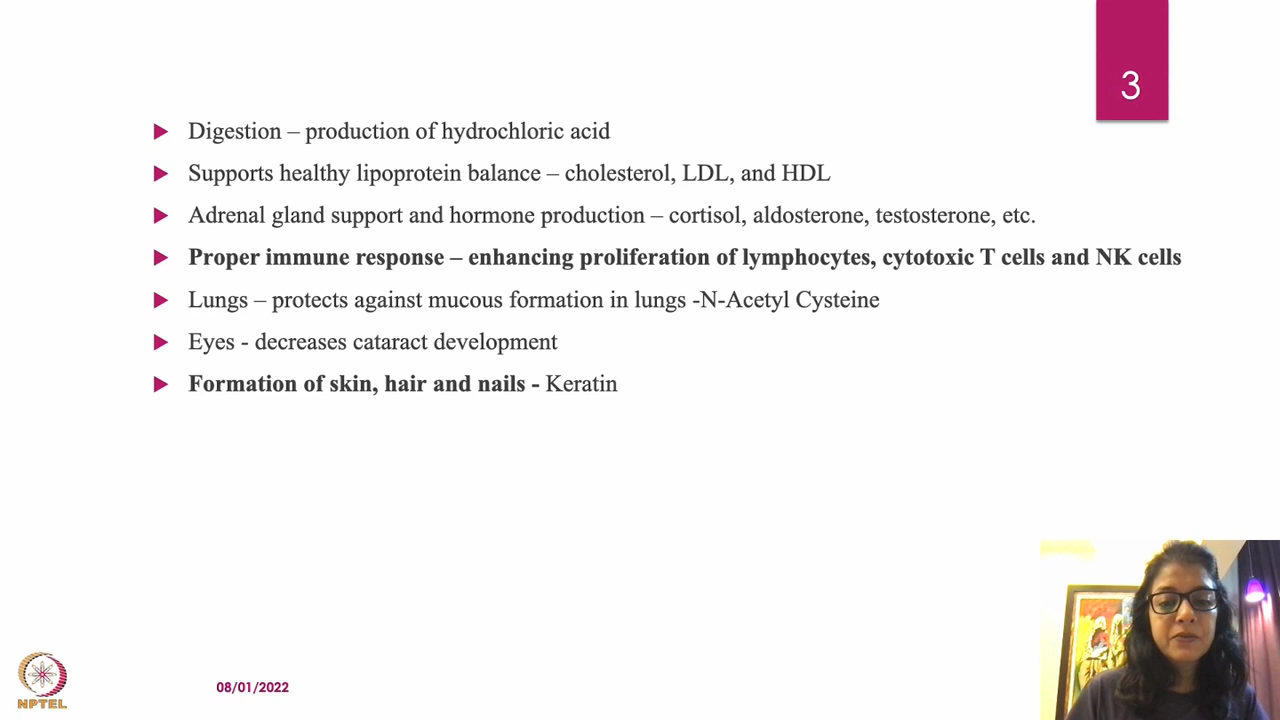 3
Digestion – production of hydrochloric acid
Supports healthy lipoprotein balance – cholesterol, LDL, and HDL
Adrenal gland support and hormone production – cortisol, aldosterone, testosterone, etc.
Proper immune response – enhancing proliferation of lymphocytes, cytotoxic T cells and NK cells
Lungs – protects against mucous formation in lungs -N-Acetyl Cysteine
Eyes - decreases cataract development
Formation of skin, hair and nails - Keratin
NPTEL
08/01/2022